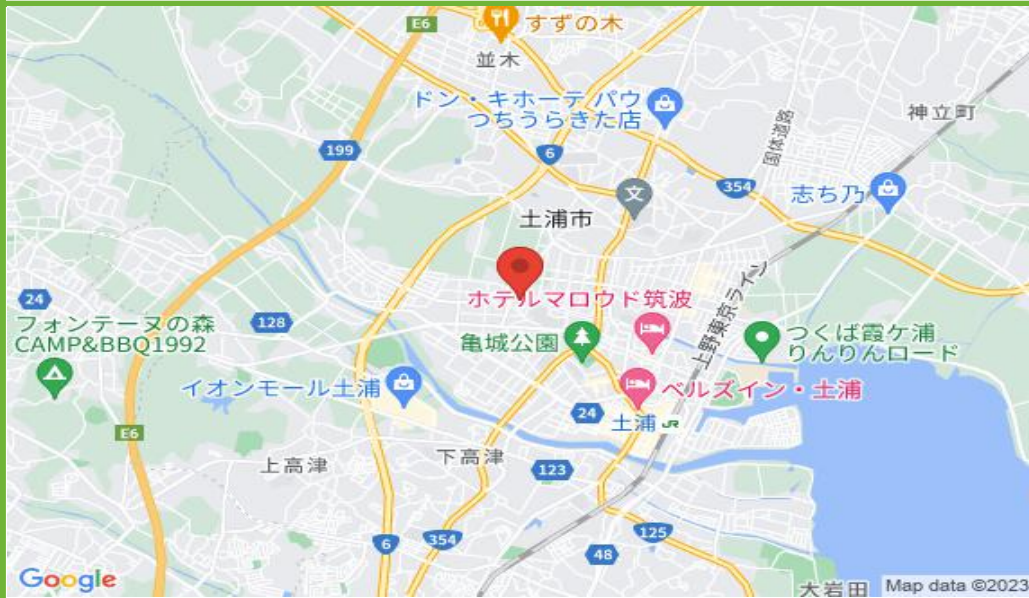 E6
すずの木
並木
ドン・キホーテ パウ
つちうらきた店
神立町
国体道路
199
6
354
志ち乃
土浦市
24
ホテルマロウド筑波
上野東京ライン
128
フォンテーヌの森
CAMP&BBQ1992
亀城公園
つくば霞ケ浦
りんりんロード
イオンモール土浦
ベルズイン・土浦
24
土浦
JR
E6
上高津
下高津
123
125
6
354
48
Google
大岩田
Map data ©2023